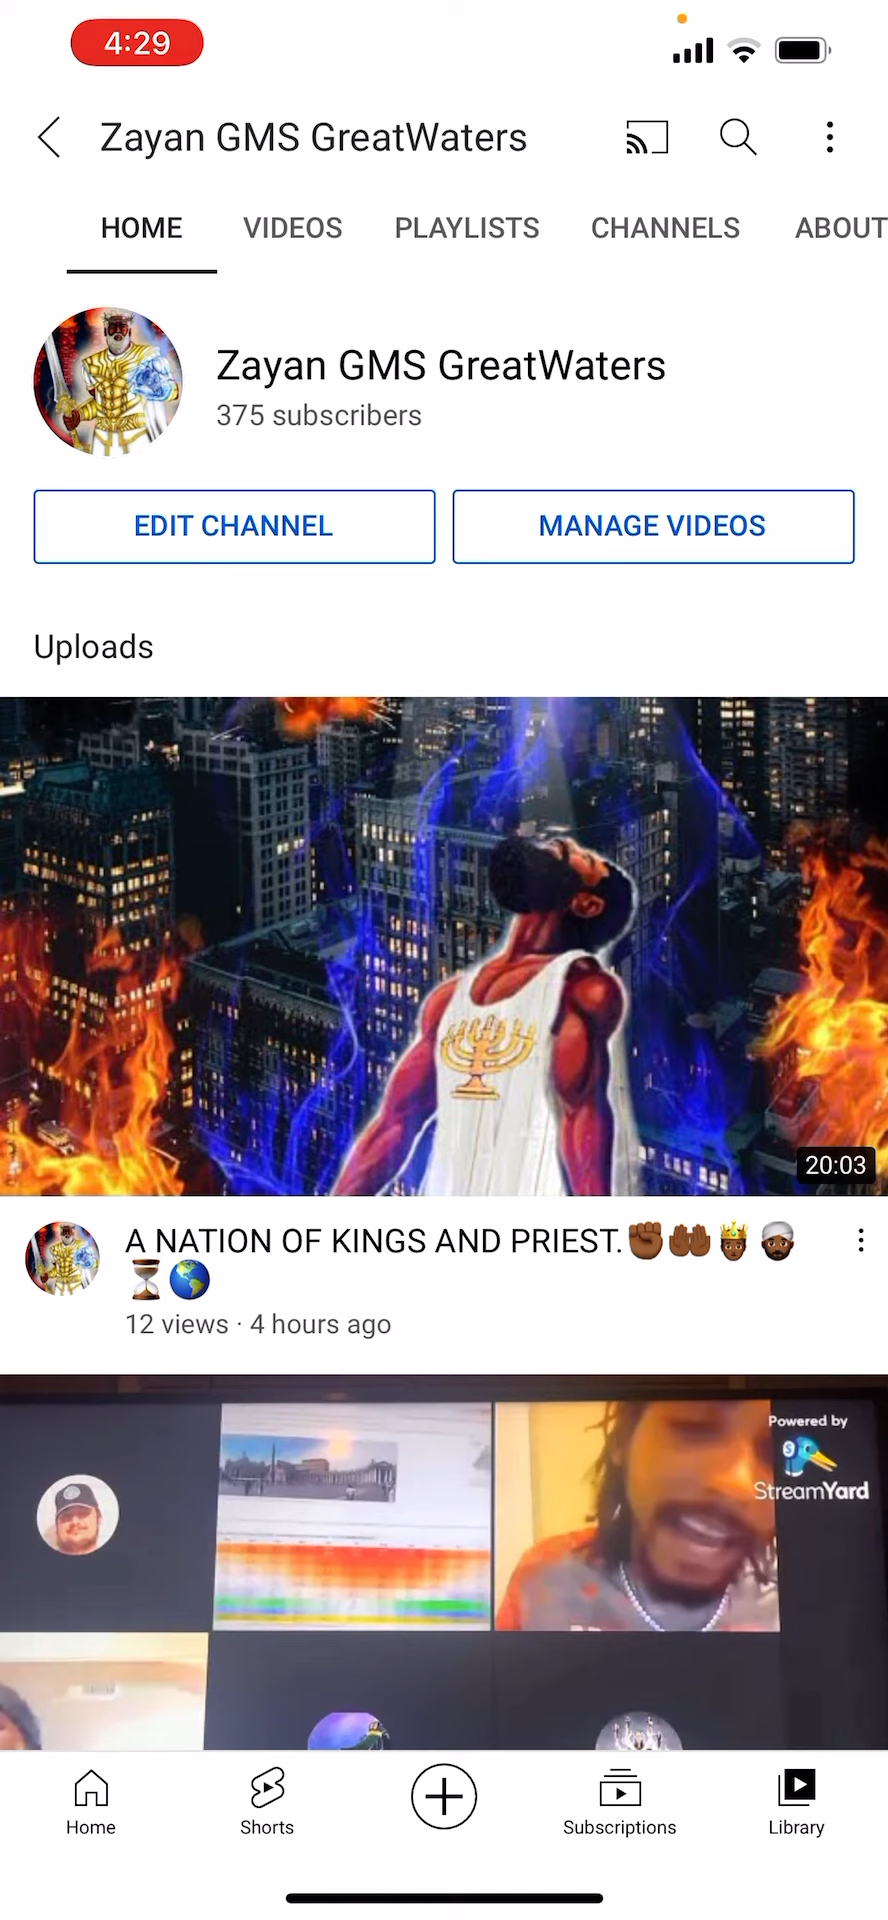 4:29
Zayan GMS GreatWaters
HOME VIDEOS PLAYLISTS CHANNELS ABOUT
Zayan GMS GreatWaters
375 subscribers
EDIT CHANNEL MANAGE VIDEOS
Uploads
20:03
A NATION OF KINGS AND PRIEST.✊🏾🤲🏾🤴🏾👳🏾‍♂️
⏳🌎
12 views · 4 hours ago
Powered by
StreamYard
Home Shorts Subscriptions Library